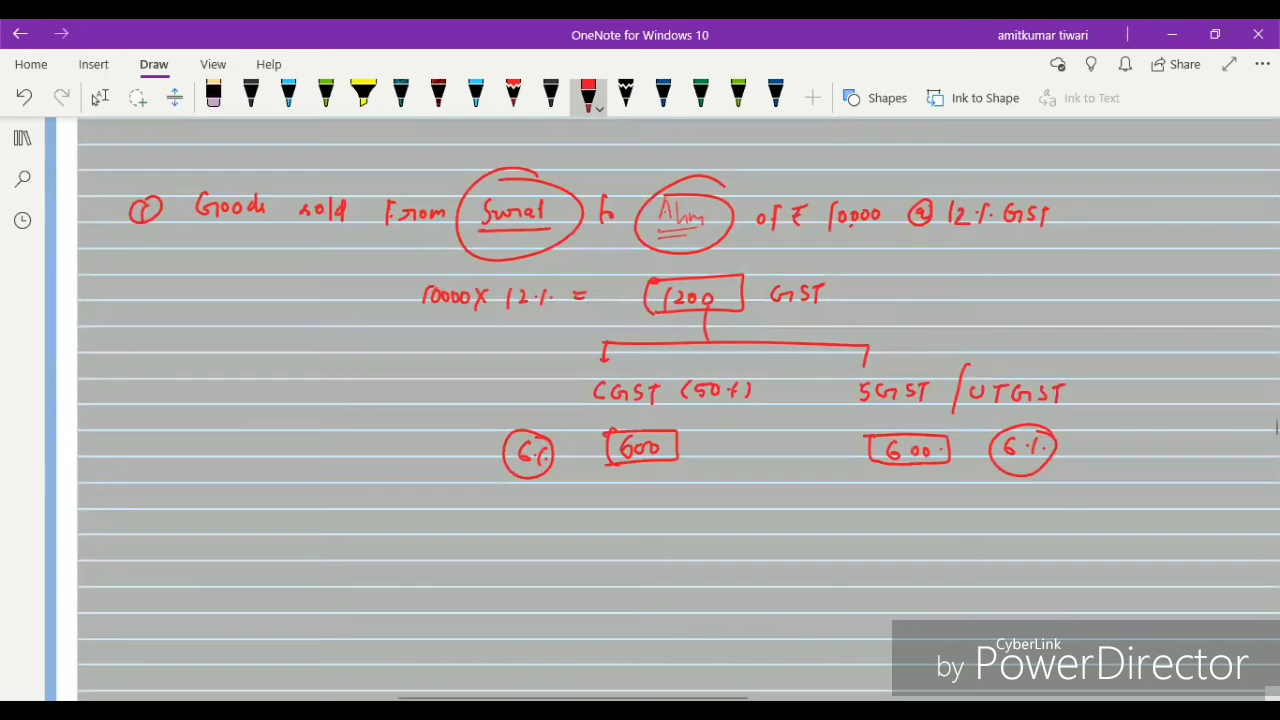 OneNote for Windows 10
amitkumar tiwari
Home Insert Draw View Help
Share
Shapes Ink to Shape Ink to Text
① Goods sold From Surat to Ahm of ₹ 10,000 @ 12% GST
10000 X 12% = 1200 GST
CGST (50%) SGST / UTGST
6% 600 600 6%
CyberLink
by PowerDirector